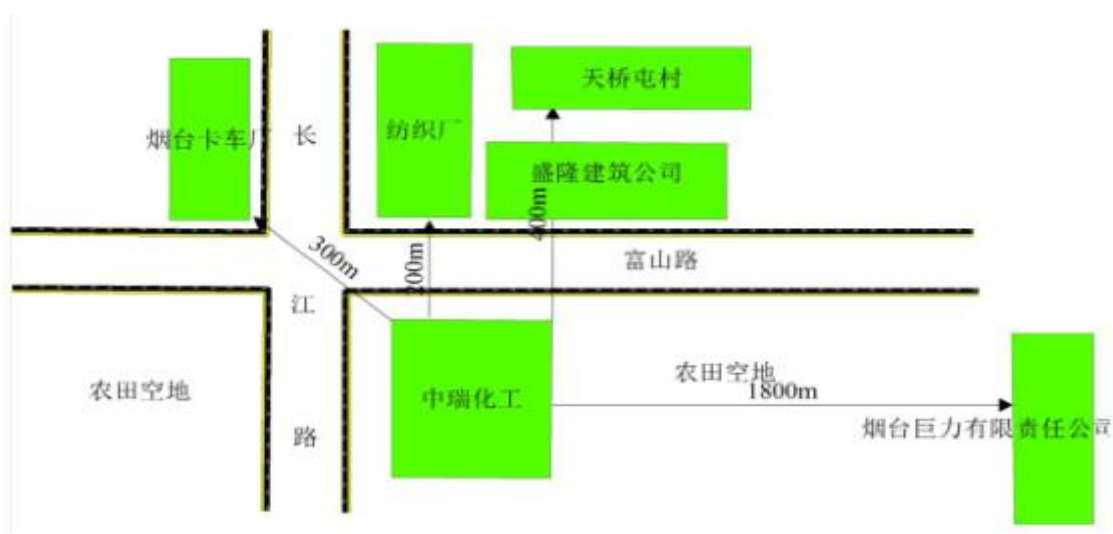 天桥屯村
烟台卡车厂
长
纺织厂
盛隆建筑公司
400m
300m
200m
富山路
江
农田空地
中瑞化工
农田空地
1800m
路
烟台巨力有限责任公司